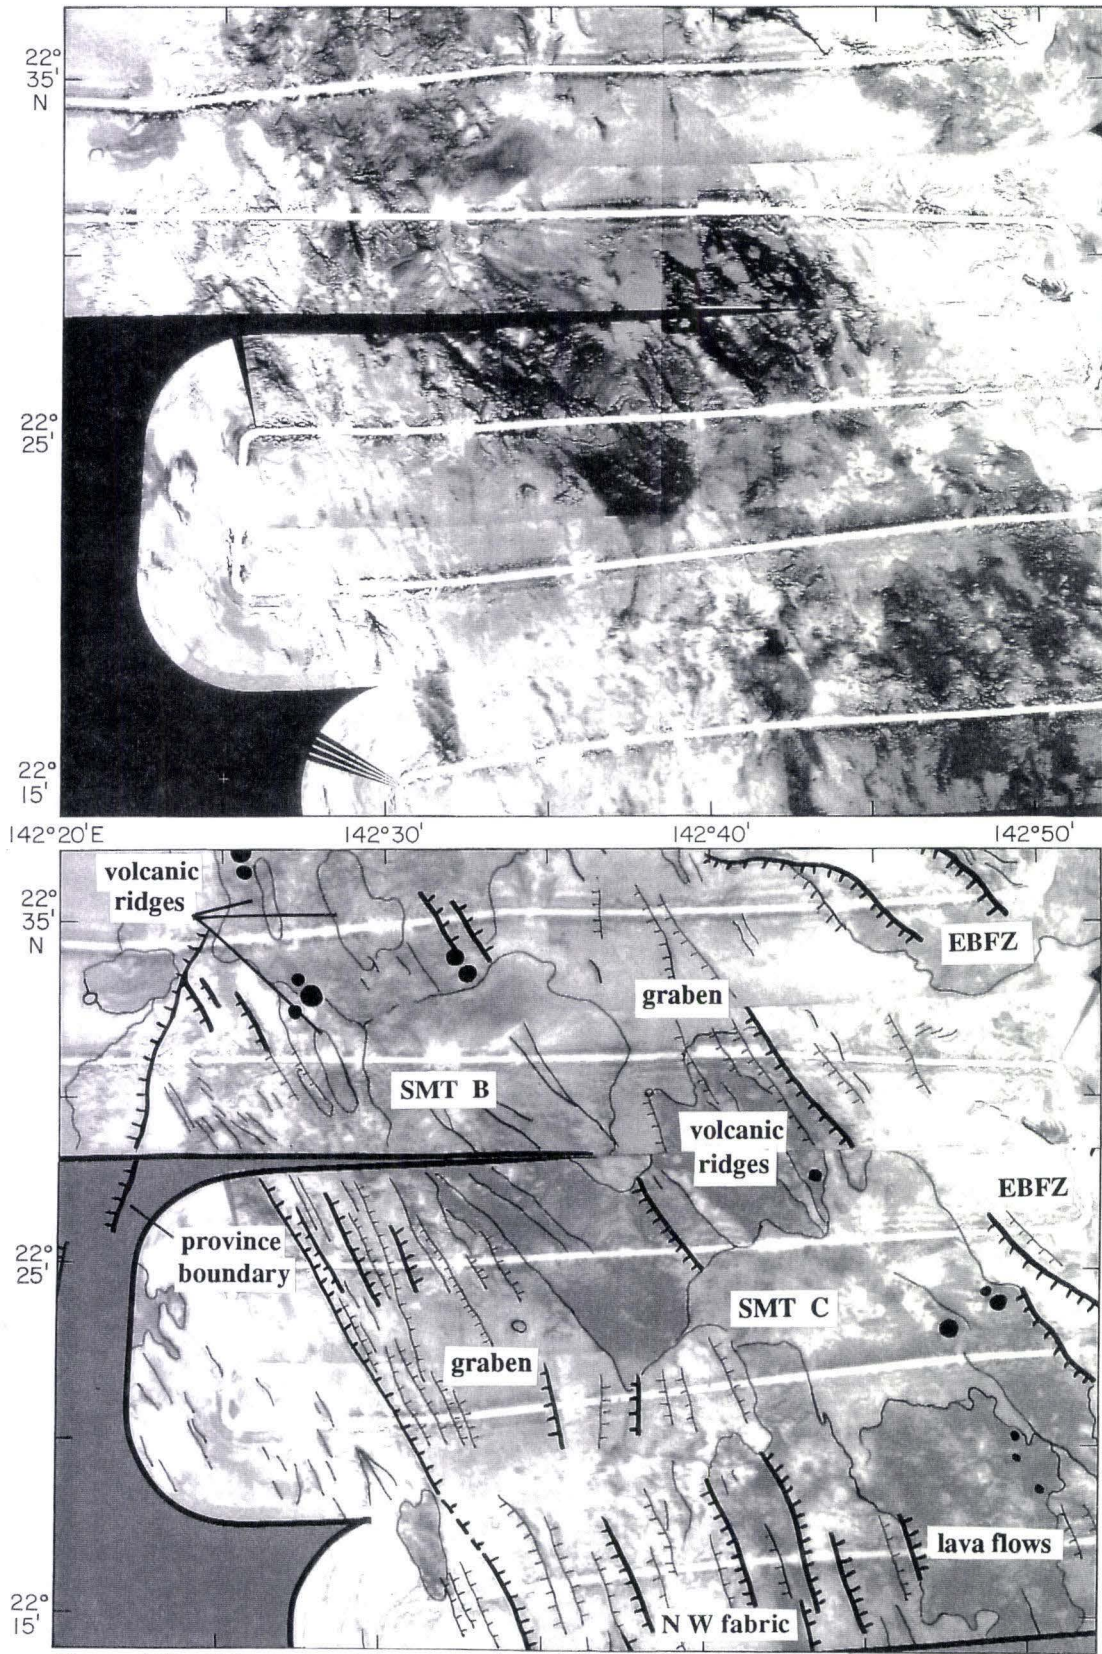 22°
35'
N
22°
25'
22°
15'
142°20'E
142°30'
142°40'
142°50'
volcanic
ridges
22°
35'
N
EBFZ
graben
SMT B
volcanic
ridges
EBFZ
province
boundary
22°
25'
SMT C
graben
lava flows
22°
15'
N W fabric